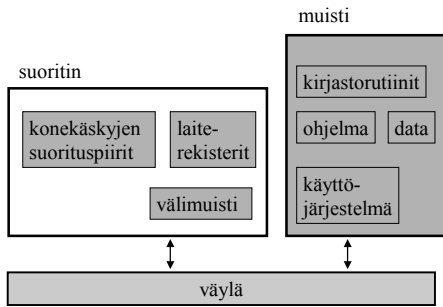 muisti
suoritin
kirjastorutiinit
konekäskyjen
suorituspiirit
laite-
rekisterit
ohjelma
data
välimuisti
käyttö-
järjestelmä
väylä